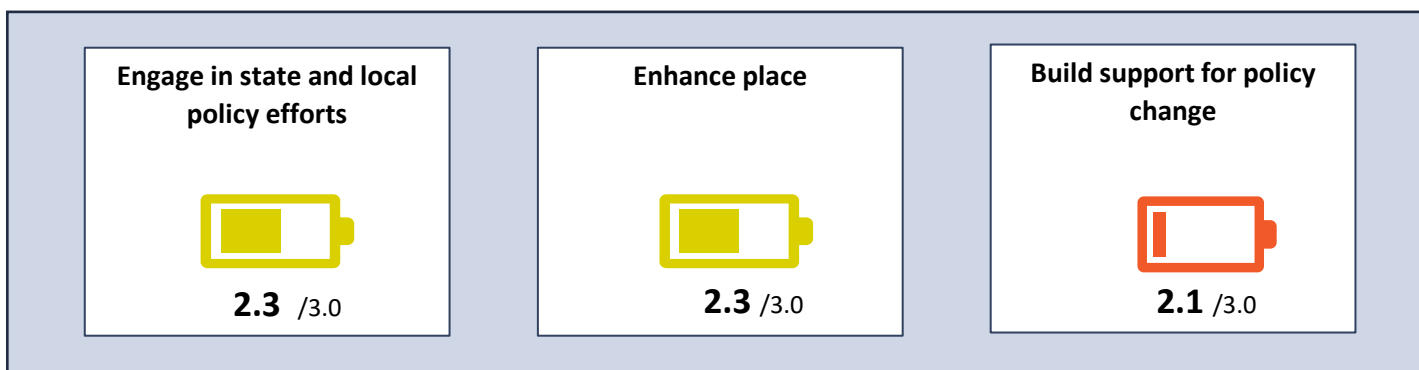 Engage in state and local
policy efforts
2.3 /3.0
Enhance place
2.3 /3.0
Build support for policy
change
2.1 /3.0